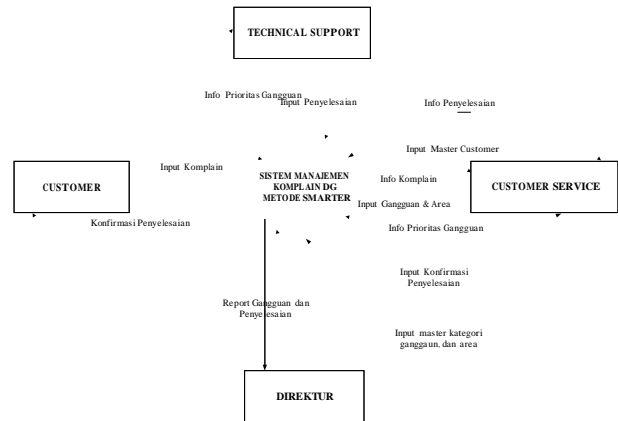 TECHNICAL SUPPORT
Info Prioritas Gangguan
Input Penyelesaian
Info Penyelesaian
Input Master Customer
Input Komplain
CUSTOMER
SISTEM MANAJEMEN
KOMPLAIN DG
METODE SMARTER
Info Komplain
CUSTOMER SERVICE
Input Gangguan & Area
Konfirmasi Penyelesaian
Info Prioritas Gangguan
Input Konfirmasi
Penyelesaian
Report Gangguan dan
Penyelesaian
Input master kategori
ganggaun, dan area
DIREKTUR